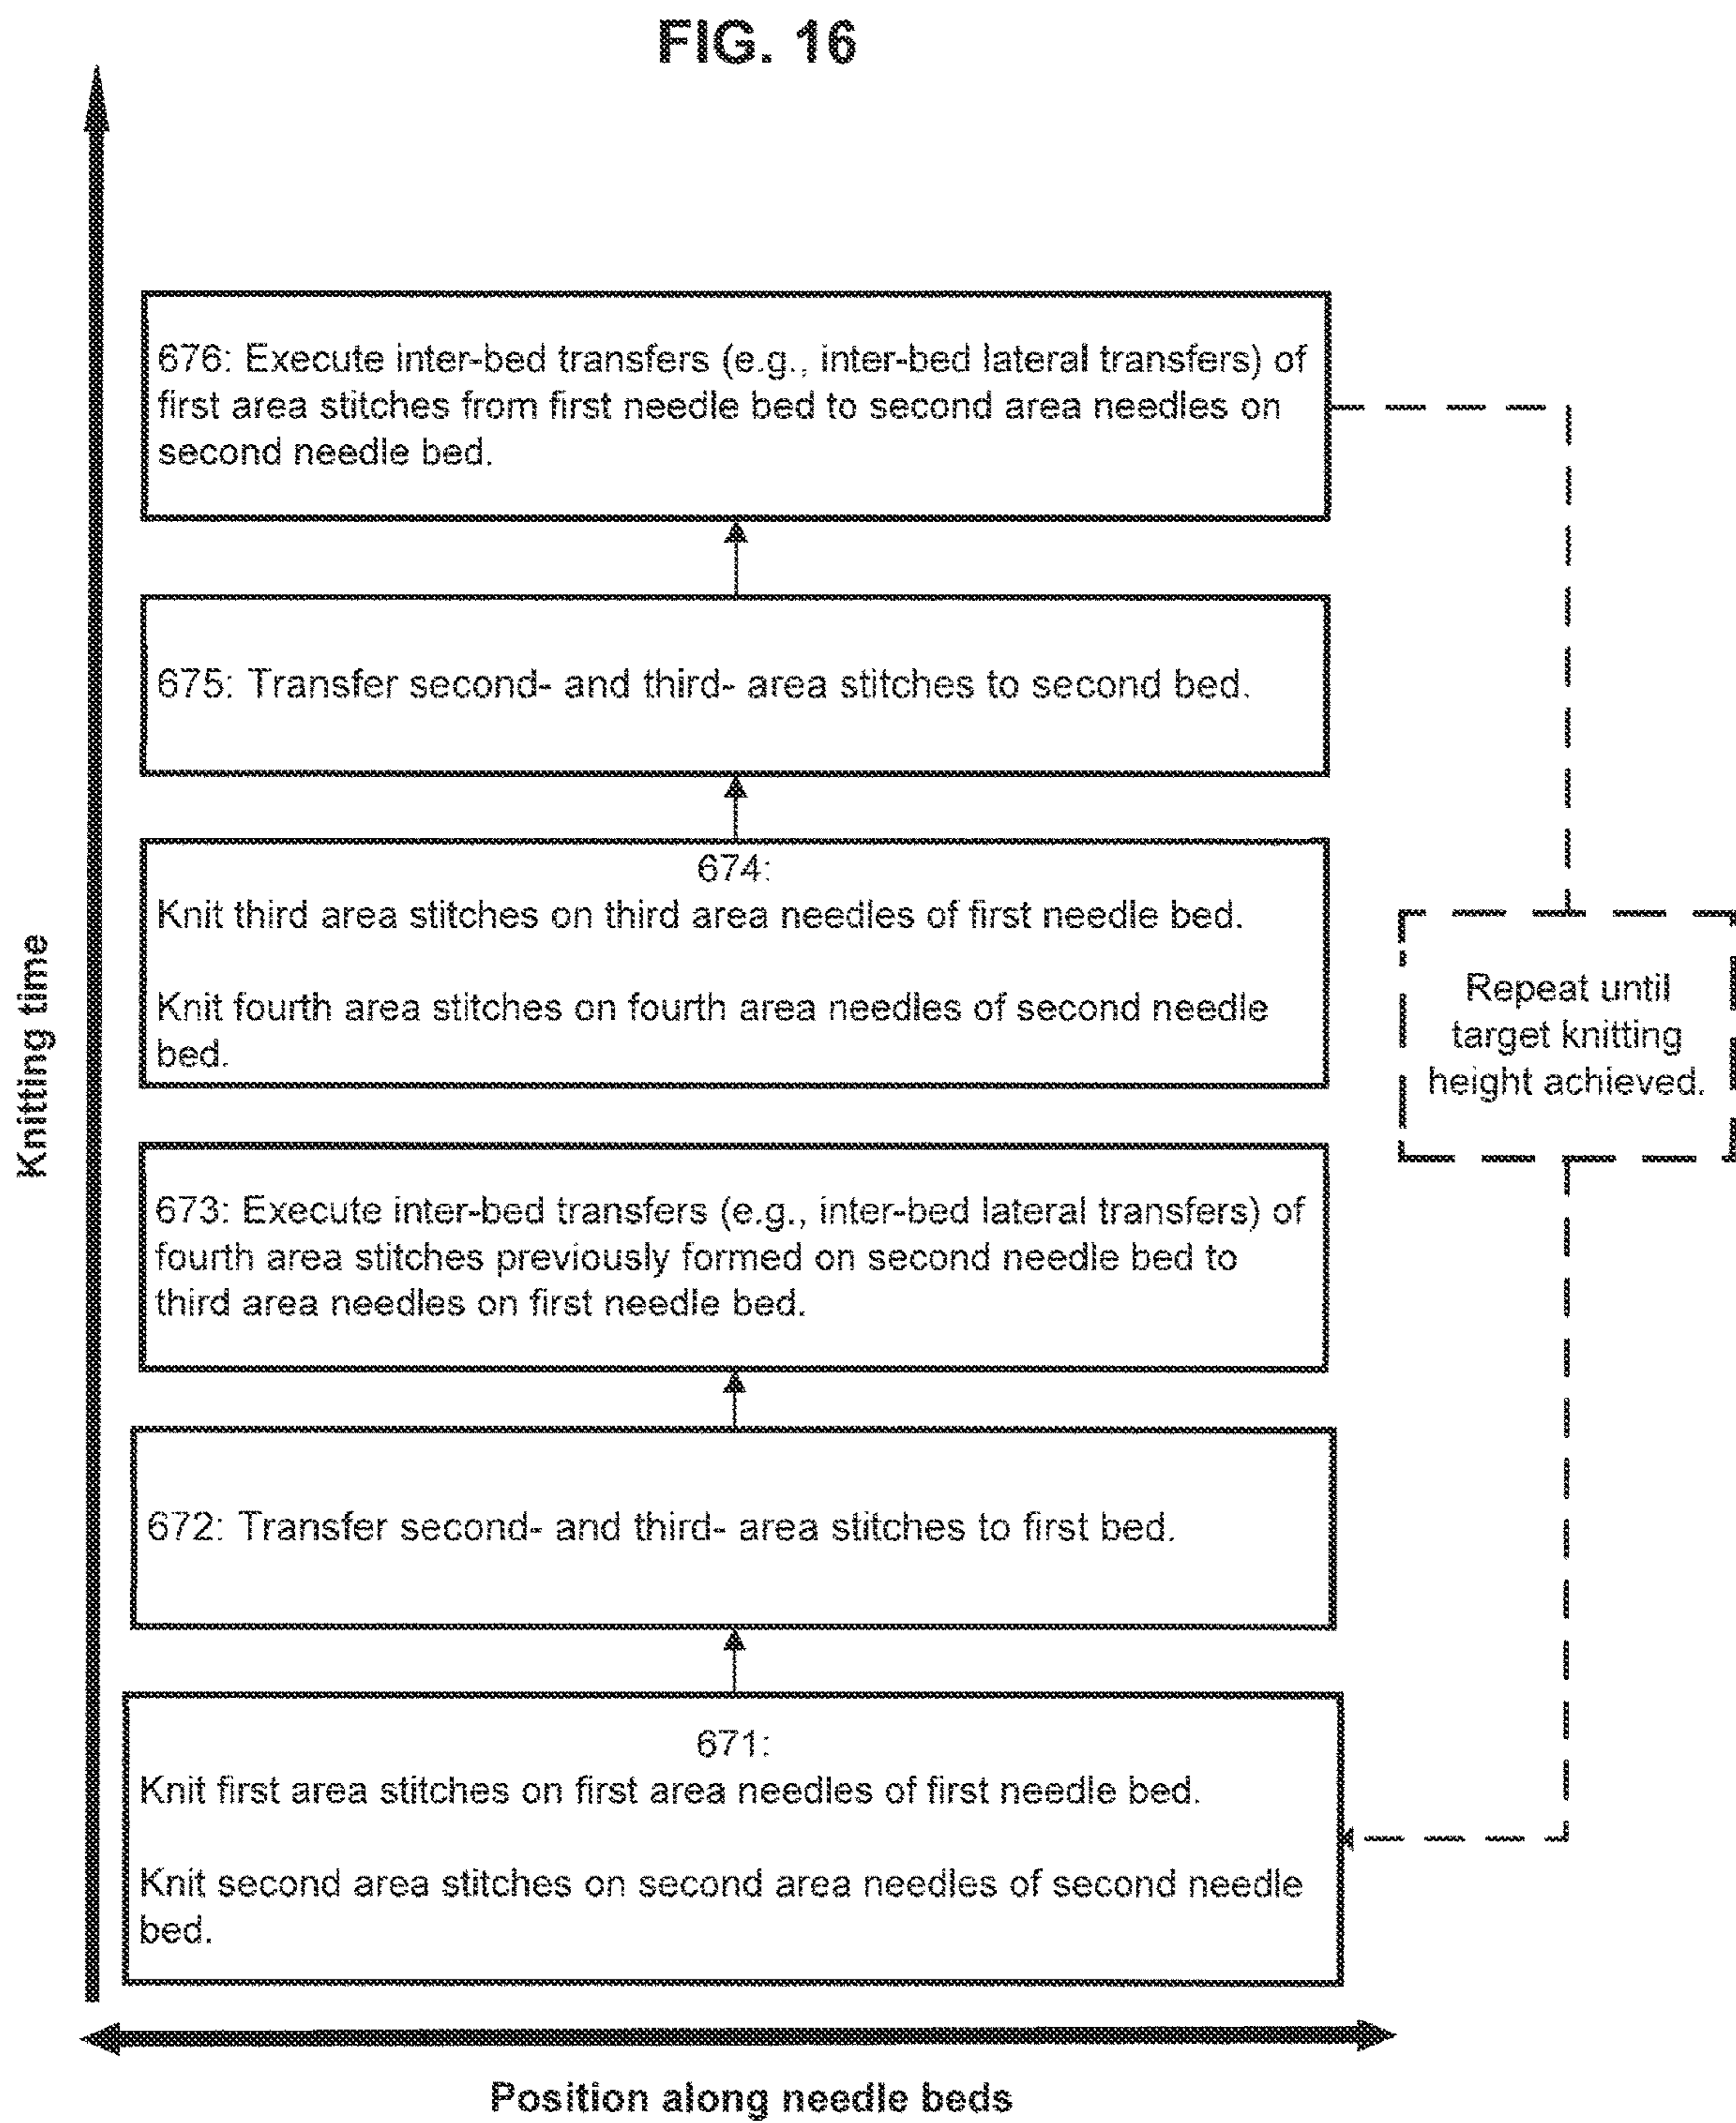 FIG. 16
676: Execute inter-bed transfers (e.g., inter-bed lateral transfers) of
first area stitches from first needle bed to second area needles on
second needle bed.
675: Transfer second- and third- area stitches to second bed.
674:
Knit third area stitches on third area needles of first needle bed.
Knit fourth area stitches on fourth area needles of second needle
bed.
Repeat until
target knitting
height achieved.
673: Execute inter-bed transfers (e.g., inter-bed lateral transfers) of
fourth area stitches previously formed on second needle bed to
third area needles on first needle bed.
672: Transfer second- and third- area stitches to first bed.
671:
Knit first area stitches on first area needles of first needle bed.
Knit second area stitches on second area needles of second needle
bed.
Knitting time
Position along needle beds